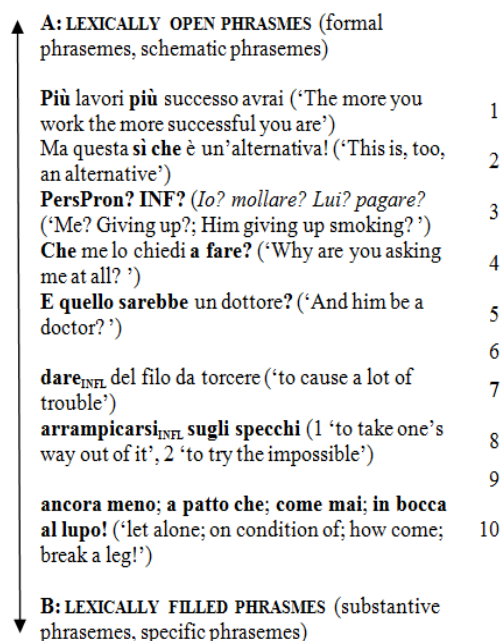 A: LEXICALLY OPEN PHRASMES (formal
phrasemes, schematic phrasemes)
Più lavori più successo avrai (‘The more you
work the more successful you are’) 1
Ma questa sì che è un’alternativa! (‘This is, too, 2
an alternative’)
PersPron? INF? (Io? mollare? Lui? pagare? 3
(‘Me? Giving up?; Him giving up smoking? ’)
Che me lo chiedi a fare? (‘Why are you asking 4
me at all? ’)
E quello sarebbe un dottore? (‘And him be a 5
doctor? ’)
6
dareINFL del filo da torcere (‘to cause a lot of 7
trouble’)
arrampicarsiINFL sugli specchi (1 ‘to take one’s 8
way out of it’, 2 ‘to try the impossible’)
9
ancora meno; a patto che; come mai; in bocca
al lupo! (‘let alone; on condition of; how come; 10
break a leg!’)
B: LEXICALLY FILLED PHRASMES (substantive
phrasemes, specific phrasemes)